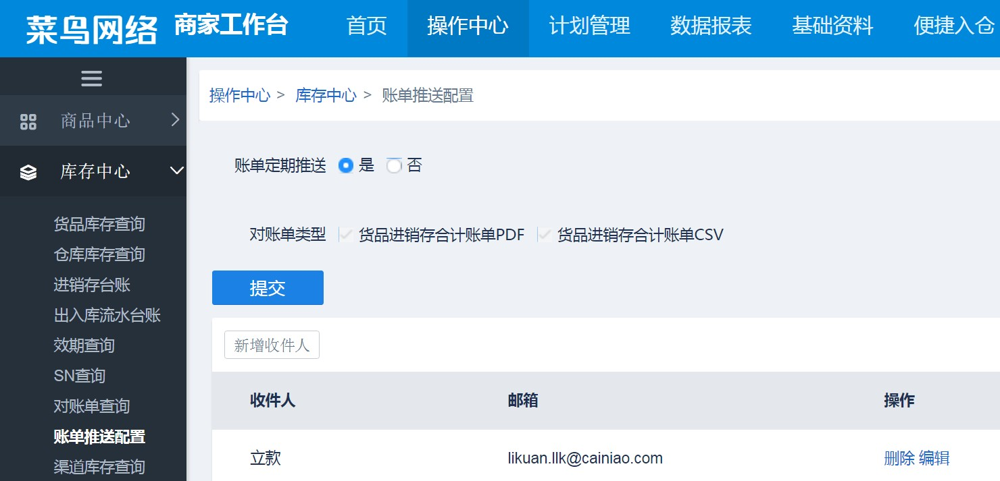 菜鸟网络 商家工作台 首页 操作中心 计划管理 数据报表 基础资料 便捷入仓
商品中心
库存中心
货品库存查询
仓库库存查询
进销存台账
出入库流水台账
效期查询
SN查询
对账单查询
账单推送配置
渠道库存查询
操作中心 > 库存中心 > 账单推送配置
账单定期推送 是 否
对账单类型 货品进销存合计账单PDF 货品进销存合计账单CSV
提交
新增收件人
收件人 邮箱 操作
立款 likuan.llk@cainiao.com 删除 编辑